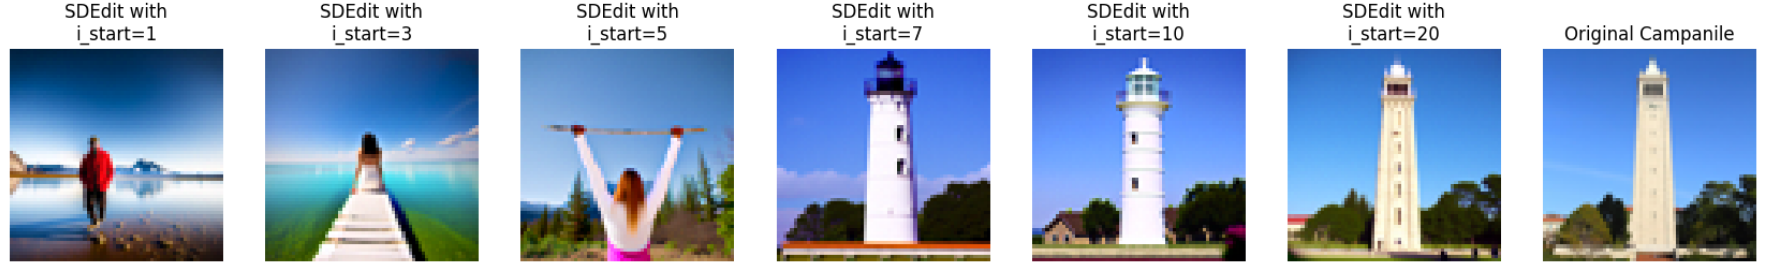 SDEdit with
i_start=1
SDEdit with
i_start=3
SDEdit with
i_start=5
SDEdit with
i_start=7
SDEdit with
i_start=10
SDEdit with
i_start=20
Original Campanile